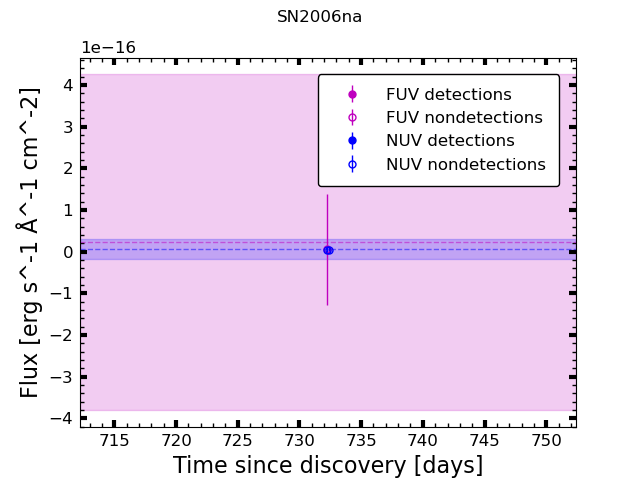 SN2006na
1e−16
FUV detections
FUV nondetections
NUV detections
NUV nondetections
4
3
2
1
0
−1
−2
−3
−4
Flux [erg s^-1 Å^-1 cm^-2]
715 720 725 730 735 740 745 750
Time since discovery [days]